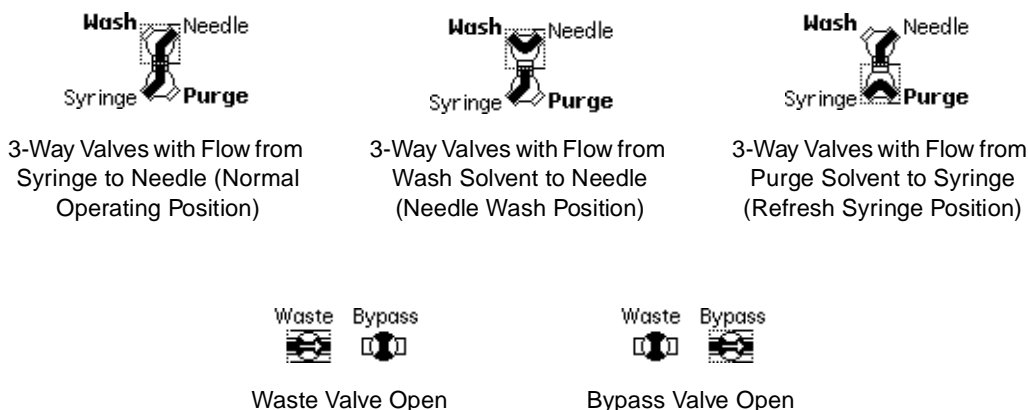 Wash Needle
Syringe Purge
Wash Needle
Syringe Purge
Wash Needle
Syringe Purge
3-Way Valves with Flow from
Syringe to Needle (Normal
Operating Position)
3-Way Valves with Flow from
Wash Solvent to Needle
(Needle Wash Position)
3-Way Valves with Flow from
Purge Solvent to Syringe
(Refresh Syringe Position)
Waste Bypass
Waste Valve Open
Waste Bypass
Bypass Valve Open